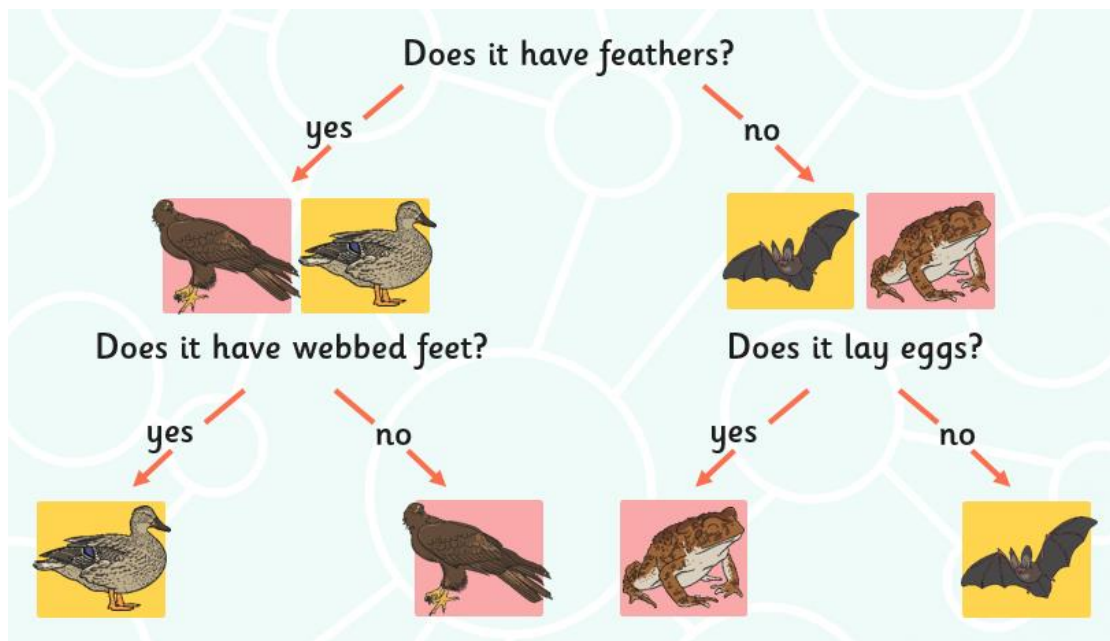 Does it have feathers?
yes
no
Does it have webbed feet?
Does it lay eggs?
yes
no
yes
no